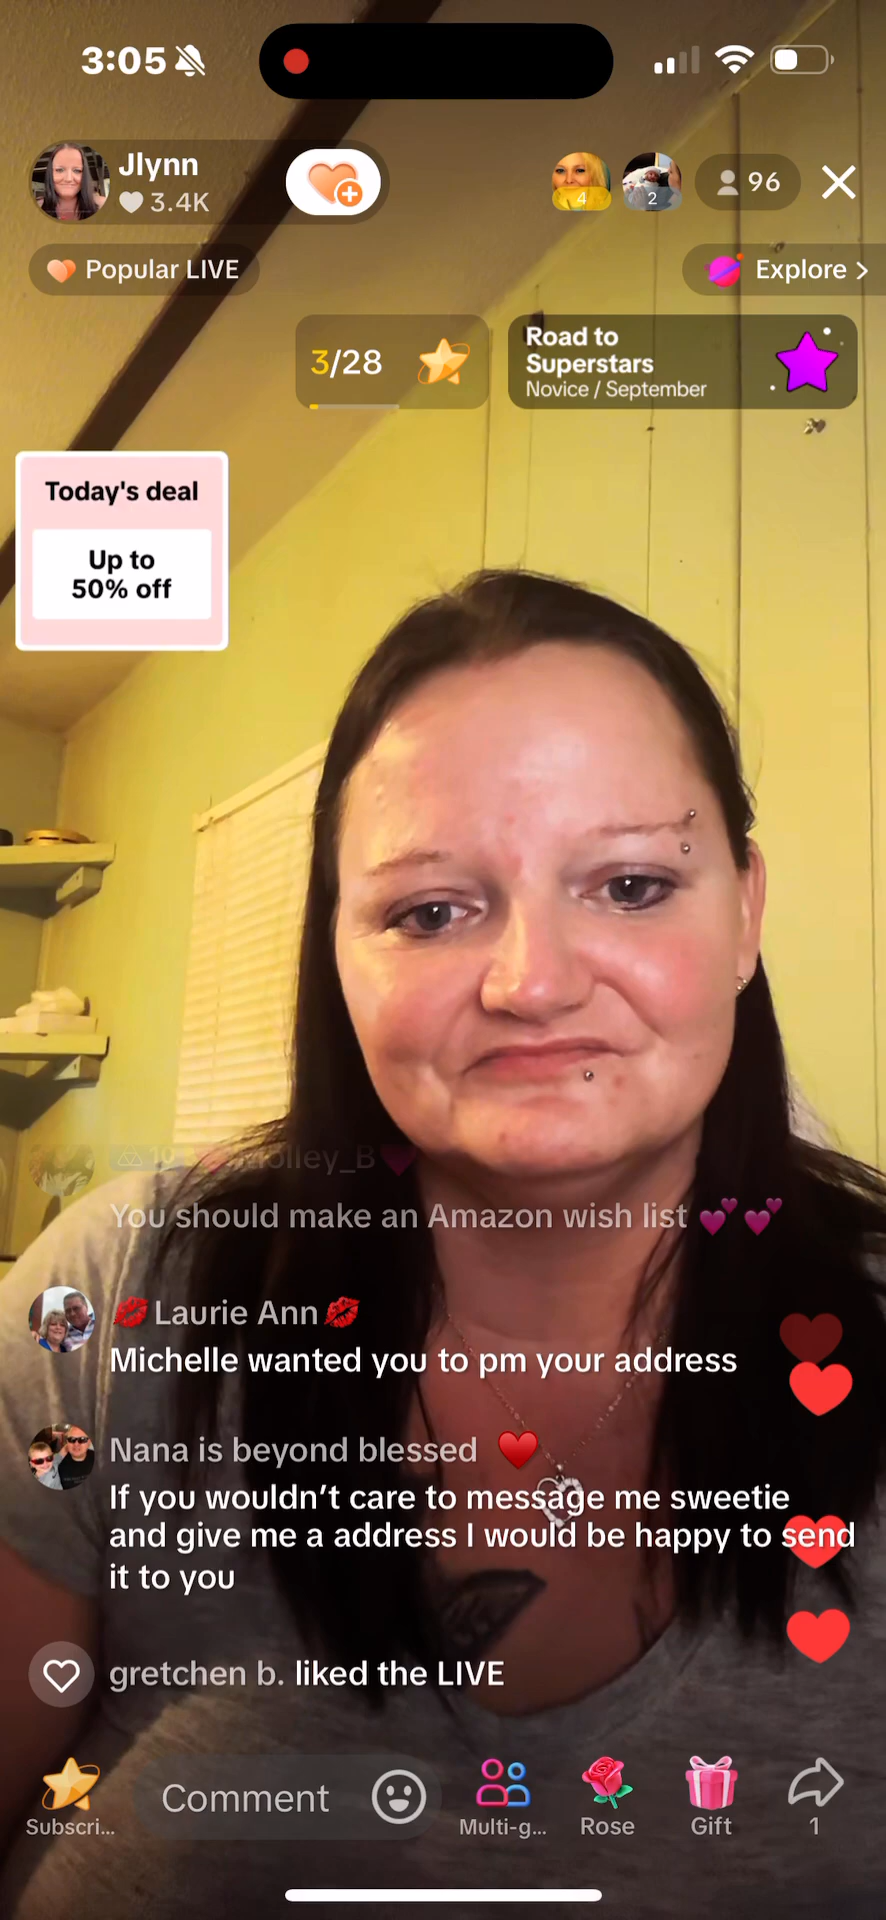 3:05
Jlynn
3.4K
4
2
96
Popular LIVE
Explore >
3/28
Road to
Superstars
Novice / September
Today's deal
Up to
50% off
You should make an Amazon wish list 💕 💕
💋Laurie Ann💋
Michelle wanted you to pm your address
Nana is beyond blessed ♥️
If you wouldn't care to message me sweetie
and give me a address I would be happy to send
it to you
gretchen b. liked the LIVE
Comment
Subscri...
Multi-g...
Rose
Gift
1